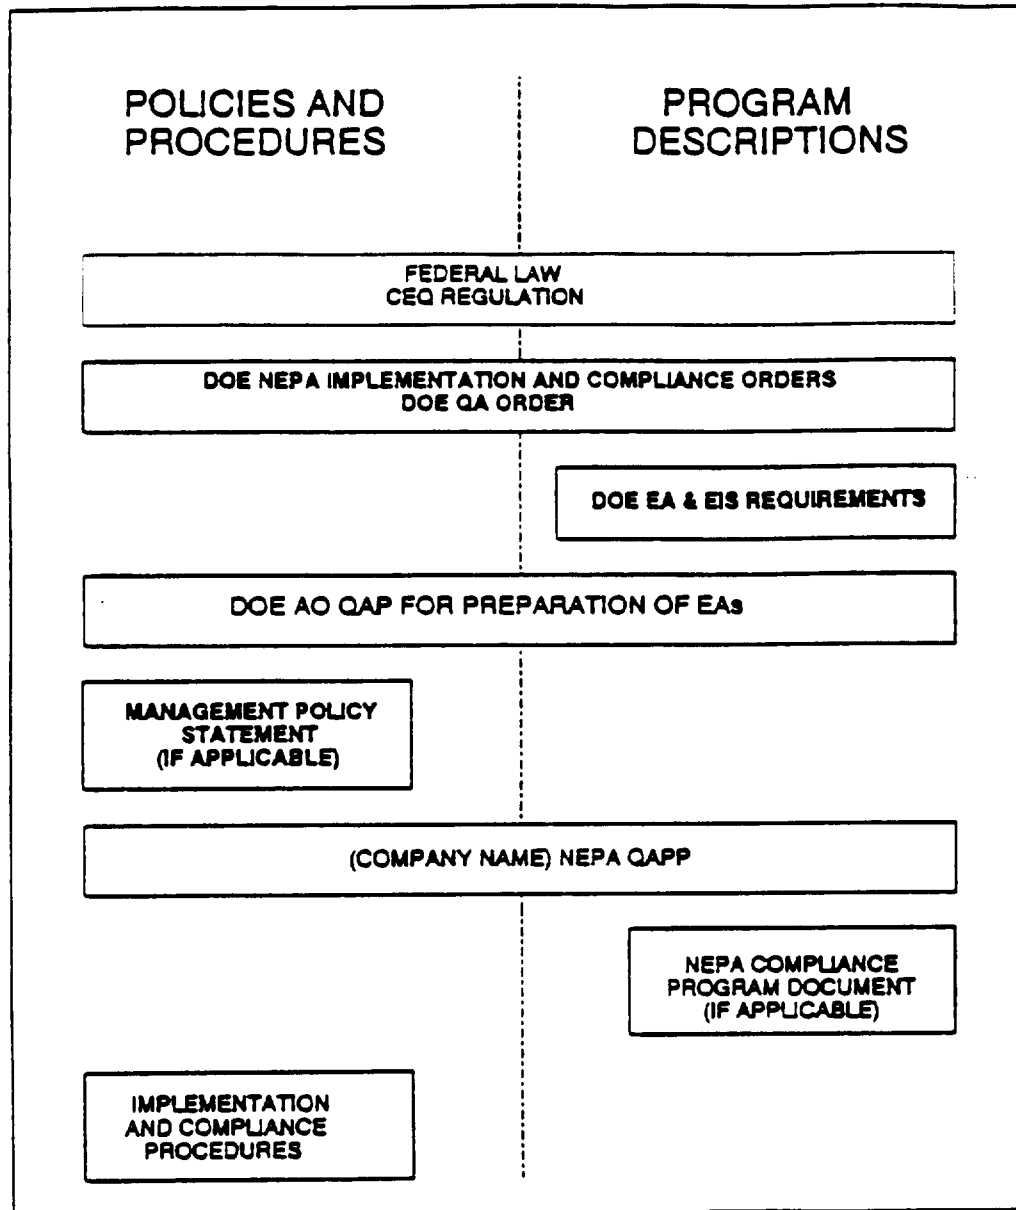 POLICIES AND
PROCEDURES
PROGRAM
DESCRIPTIONS
FEDERAL LAW
CEQ REGULATION
DOE NEPA IMPLEMENTATION AND COMPLIANCE ORDERS
DOE QA ORDER
DOE EA & EIS REQUIREMENTS
DOE AO QAP FOR PREPARATION OF EAs
MANAGEMENT POLICY
STATEMENT
(IF APPLICABLE)
(COMPANY NAME) NEPA QAPP
NEPA COMPLIANCE
PROGRAM DOCUMENT
(IF APPLICABLE)
IMPLEMENTATION
AND COMPLIANCE
PROCEDURES